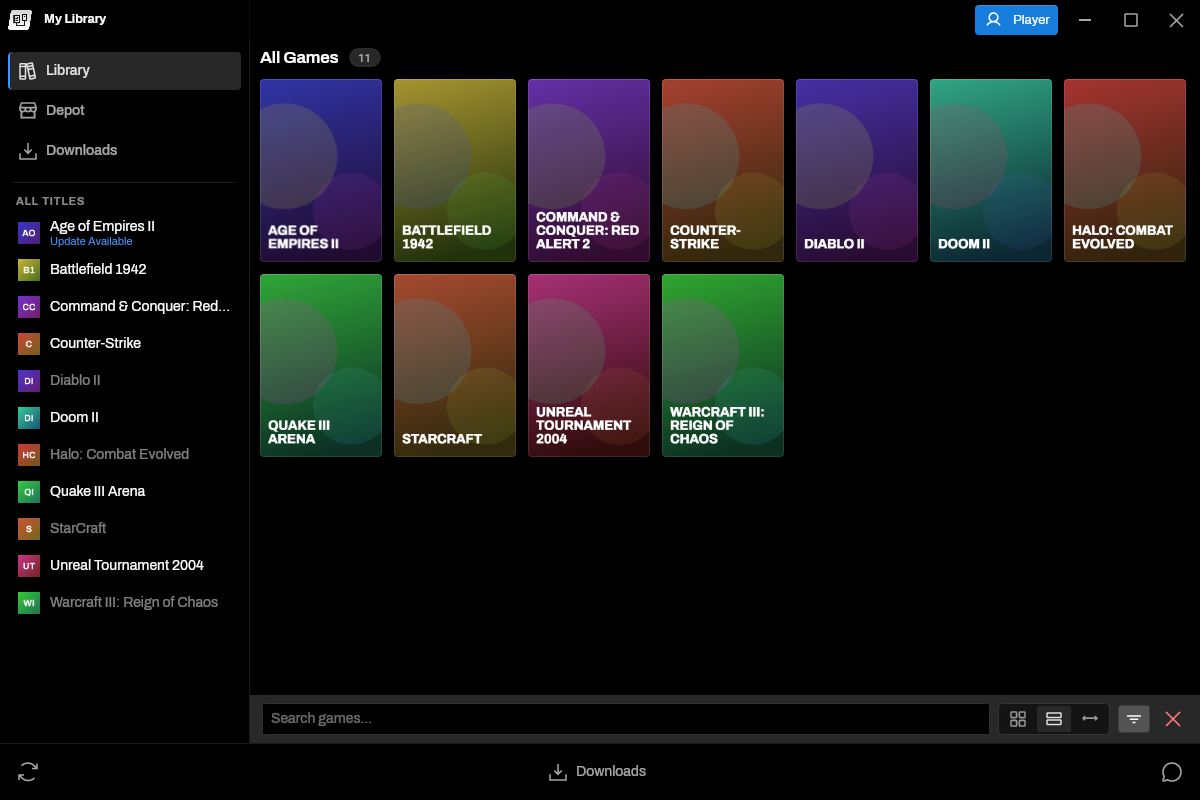 My Library
Player
Library
Depot
Downloads
ALL TITLES
AO
Age of Empires II
Update Available
B1
Battlefield 1942
CC
Command & Conquer: Red...
C
Counter-Strike
DI
Diablo II
DI
Doom II
HC
Halo: Combat Evolved
QI
Quake III Arena
S
StarCraft
UT
Unreal Tournament 2004
WI
Warcraft III: Reign of Chaos
All Games 11
AGE OF
EMPIRES II
BATTLEFIELD
1942
COMMAND &
CONQUER: RED
ALERT 2
COUNTER-
STRIKE
DIABLO II
DOOM II
HALO: COMBAT
EVOLVED
QUAKE III
ARENA
STARCRAFT
UNREAL
TOURNAMENT
2004
WARCRAFT III:
REIGN OF
CHAOS
Search games...
Downloads